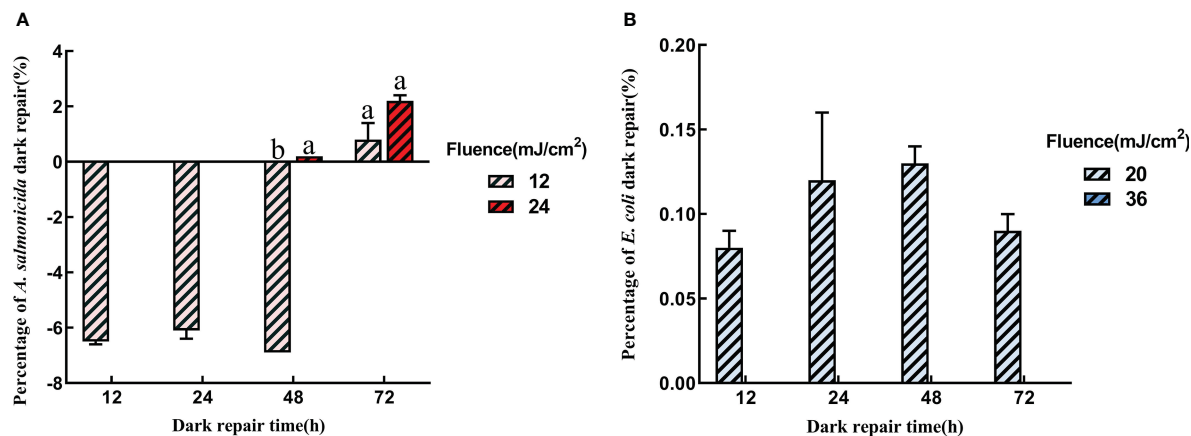 A
Percentage of A. salmonicida dark repair(%)
4
2
0
-2
-4
-6
-8
b
a
a
a
12
24
48
72
Dark repair time(h)
Fluence(mJ/cm²)
12
24
B
Percentage of E. coli dark repair(%)
0.20
0.15
0.10
0.05
0.00
12
24
48
72
Dark repair time(h)
Fluence(mJ/cm²)
20
36